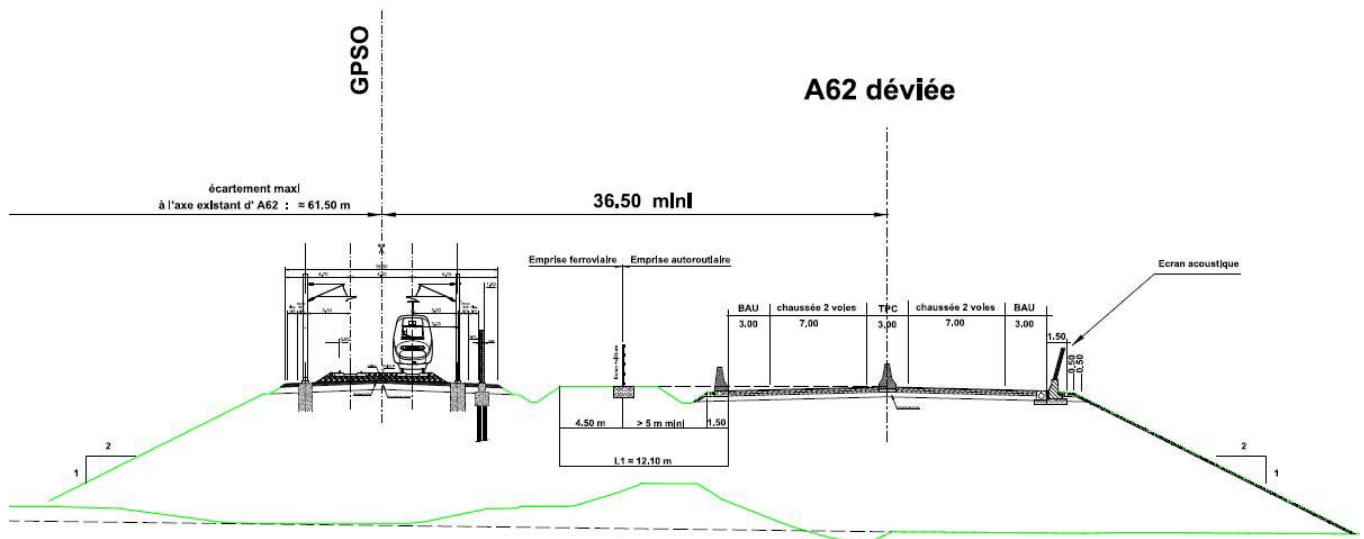 GPSO
A62 déviée
écartement maxi
à l'axe existant d' A62 : ≈ 61.50 m
36.50 mini
Emprise ferroviaire
Emprise autoroutiaire
Ecran acoustique
BAU
chaussée 2 voies
TPC
chaussée 2 voies
BAU
3.00
7.00
3.00
7.00
3.00
1.50
0.50
0.50
4.50 m
> 5 m mini
1.50
L1 = 12.10 m
2
1
2
1